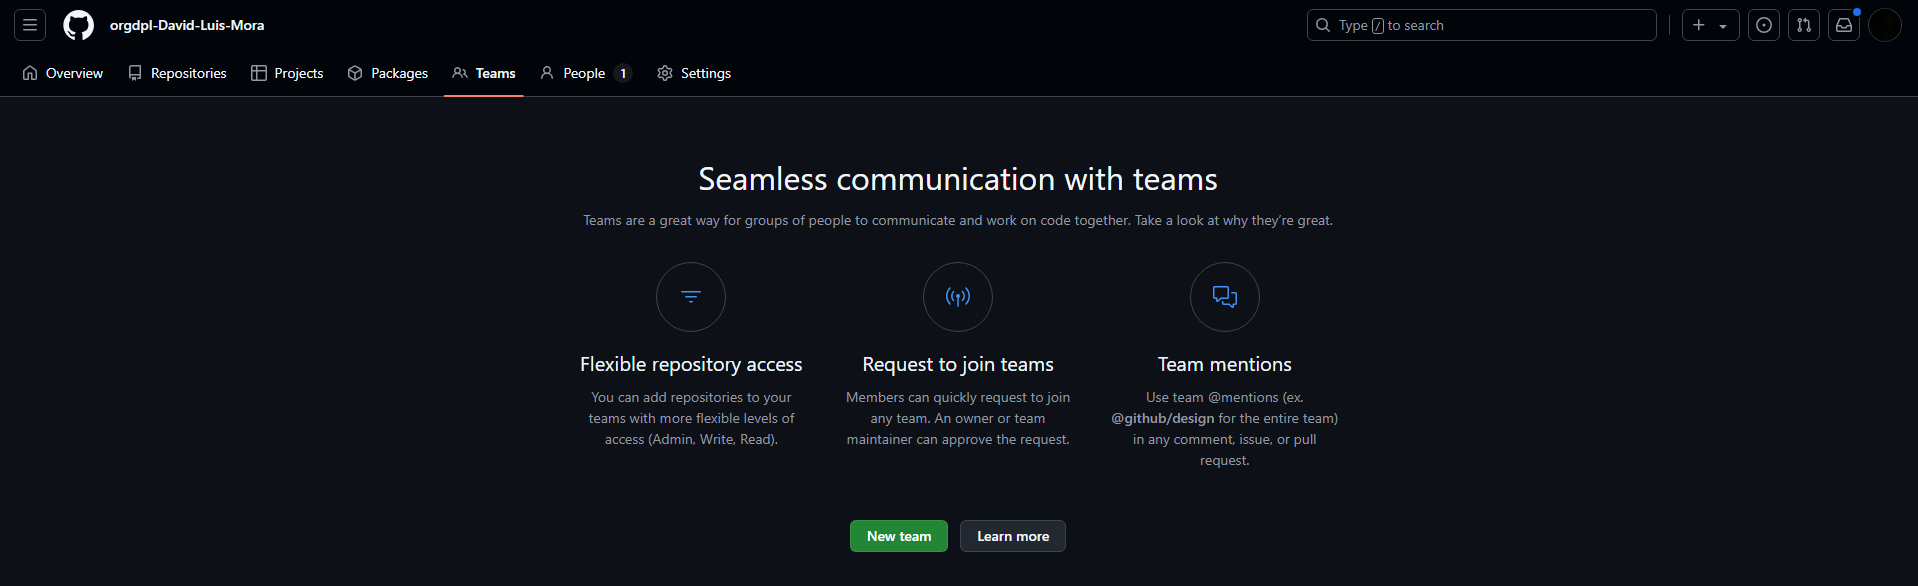 orgdpl-David-Luis-Mora
Type / to search
Overview Repositories Projects Packages Teams People 1 Settings
Seamless communication with teams
Teams are a great way for groups of people to communicate and work on code together. Take a look at why they’re great.
Flexible repository access
You can add repositories to your
teams with more flexible levels of
access (Admin, Write, Read).
Request to join teams
Members can quickly request to join
any team. An owner or team
maintainer can approve the request.
Team mentions
Use team @mentions (ex.
@github/design for the entire team)
in any comment, issue, or pull
request.
New team Learn more